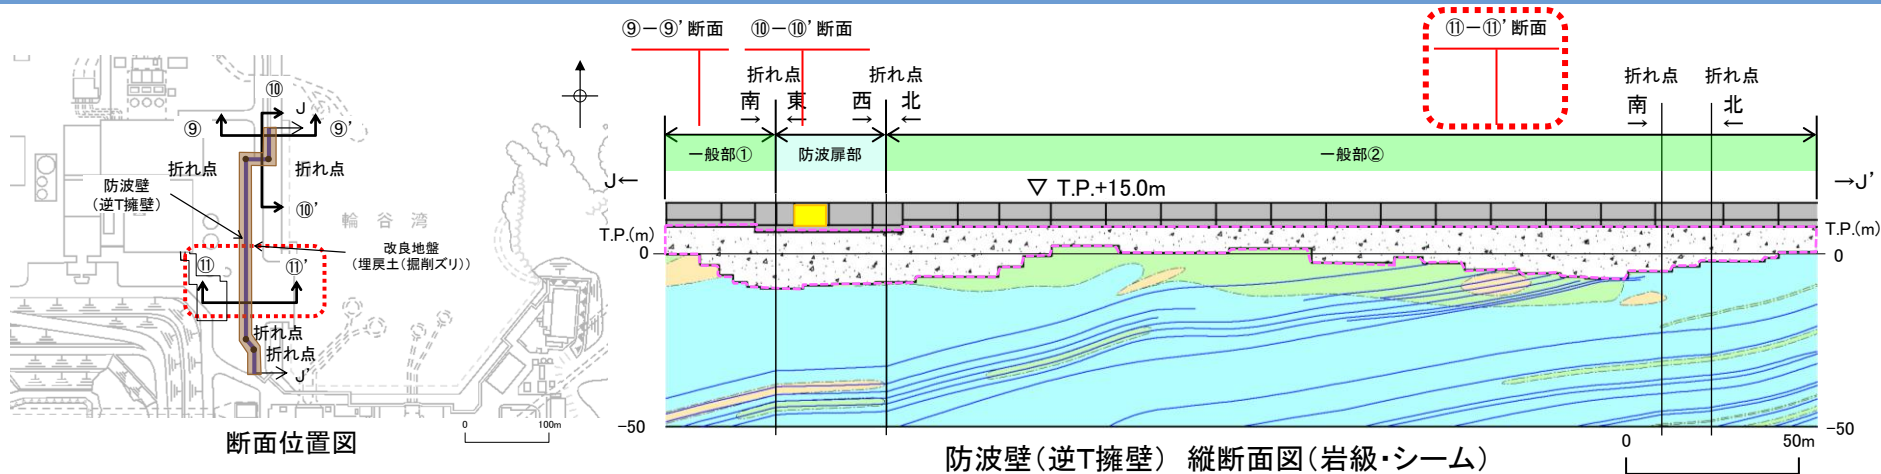 ⑨
⑩
J
⑨’
折れ点
折れ点
防波壁
(逆T擁壁)
⑩’
輪谷湾
改良地盤
(埋戻土(掘削ズリ))
⑪
⑪’
折れ点
折れ点
J’
0
100m
断面位置図
⑨-⑨’断面
⑩-⑩’断面
⑪-⑪’断面
折れ点
折れ点
折れ点
折れ点
南
東
西
北
南
北
一般部①
防波扉部
一般部②
J←
▽ T.P.+15.0m
→J’
T.P.(m)
T.P.(m)
0
0
-50
-50
0
50m
防波壁(逆T擁壁) 縦断面図(岩級・シーム)